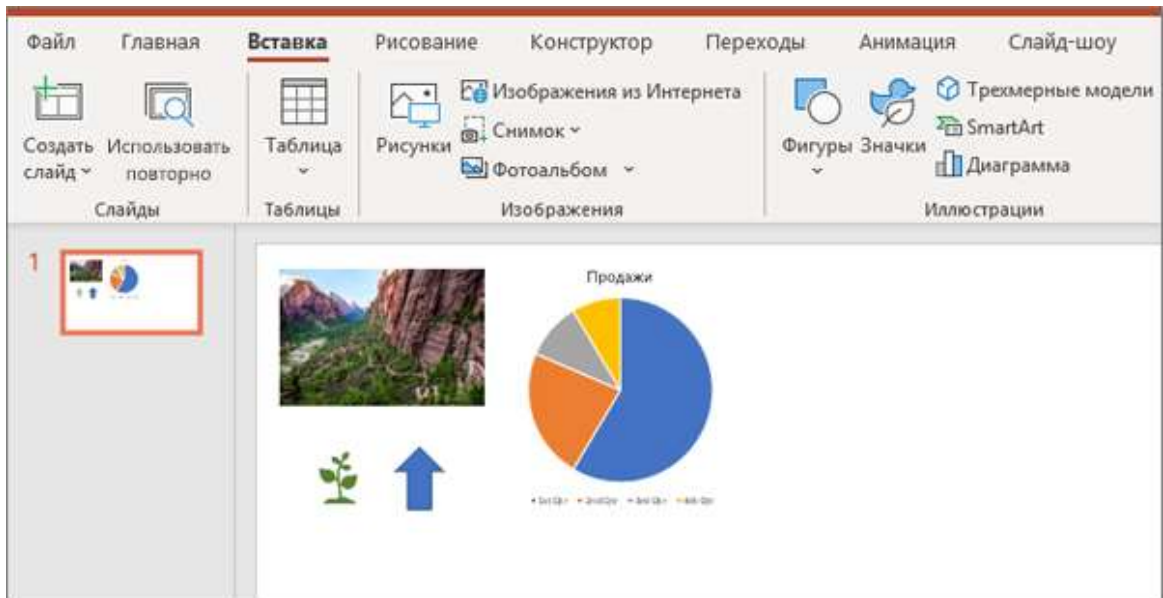 Файл Главная Вставка Рисование Конструктор Переходы Анимация Слайд-шоу
Создать слайд
Использовать повторно
Слайды
Таблица
Таблицы
Рисунки
Изображения из Интернета
Снимок
Фотоальбом
Изображения
Фигуры
Значки
Трехмерные модели
SmartArt
Диаграмма
Иллюстрации
1
Продажи